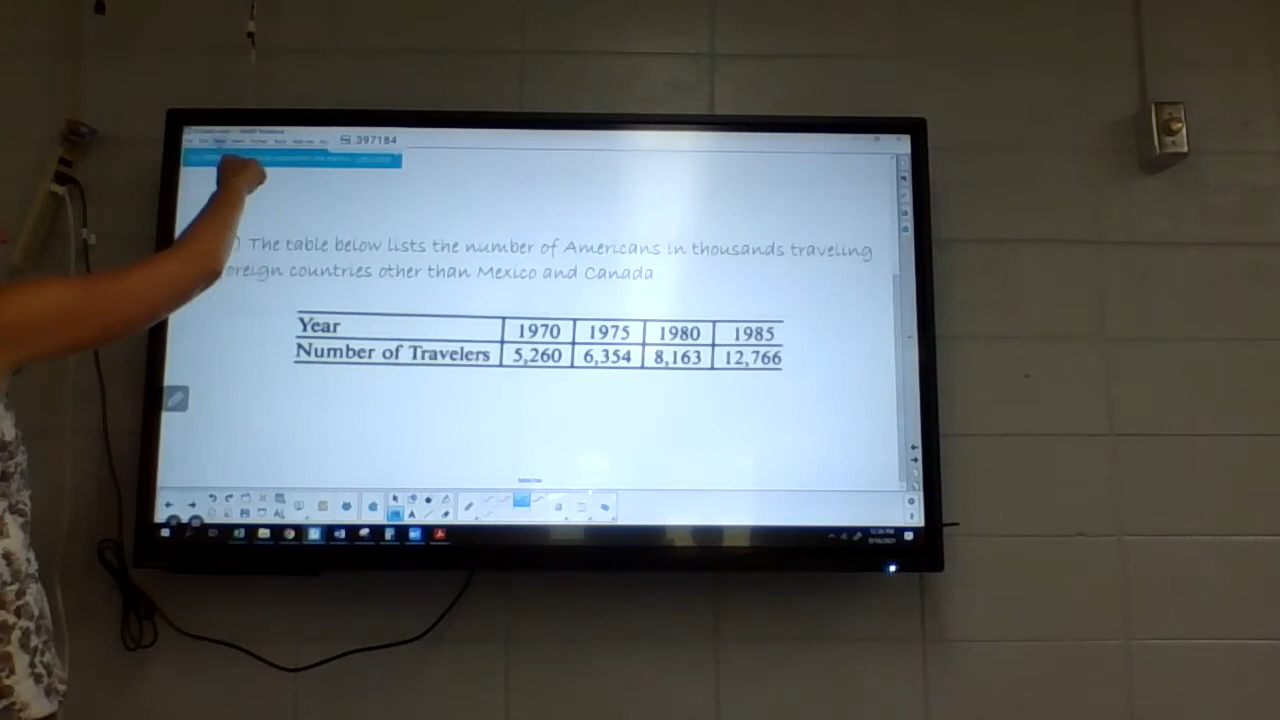 397184
) The table below lists the number of Americans in thousands traveling
oreign countries other than Mexico and Canada
Year 1970 1975 1980 1985
Number of Travelers 5,260 6,354 8,163 12,766